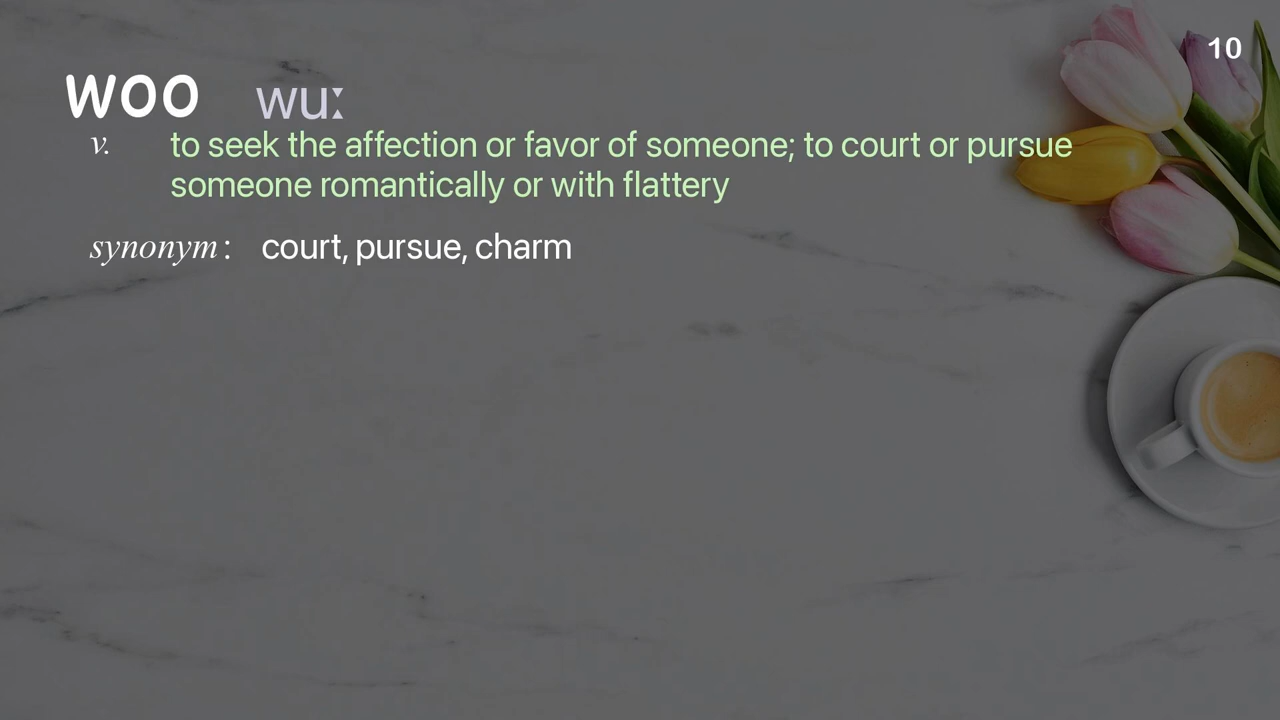 10
woo wuː
v. to seek the affection or favor of someone; to court or pursue
someone romantically or with flattery
synonym : court, pursue, charm